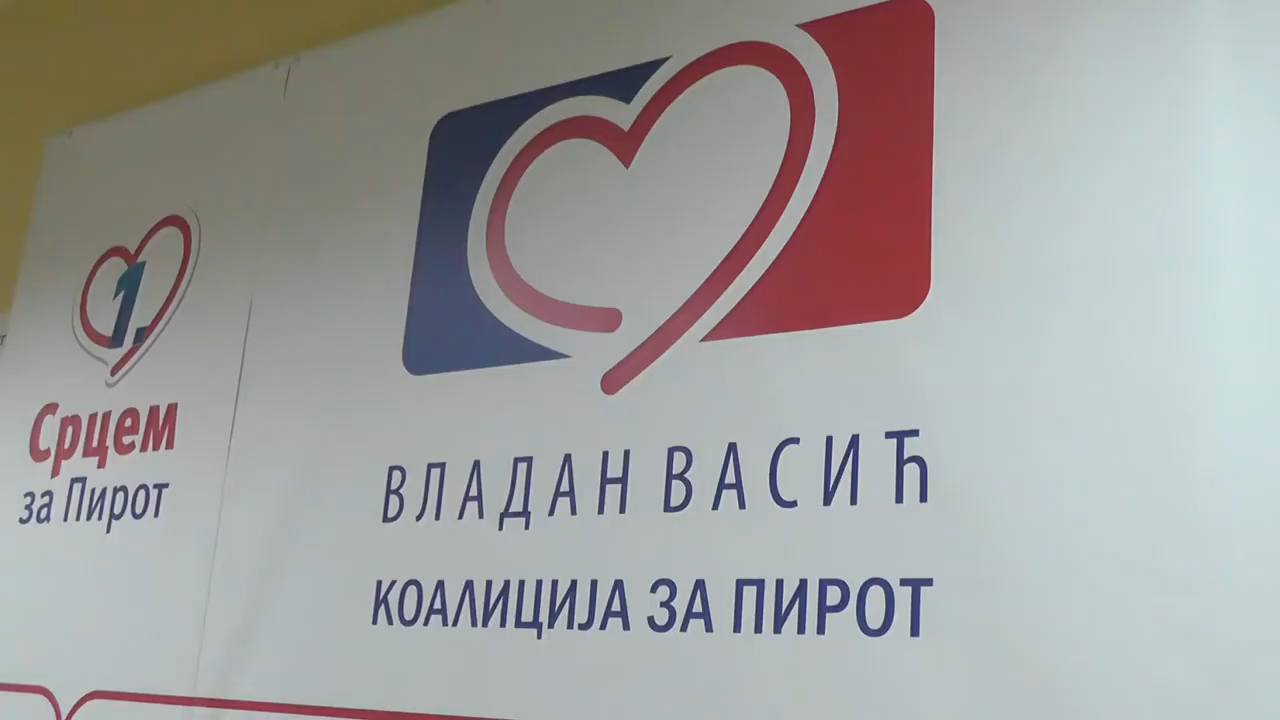 1.
Срцем
за Пирот
ВЛАДАН ВАСИЋ
КОАЛИЦИЈА ЗА ПИРОТ